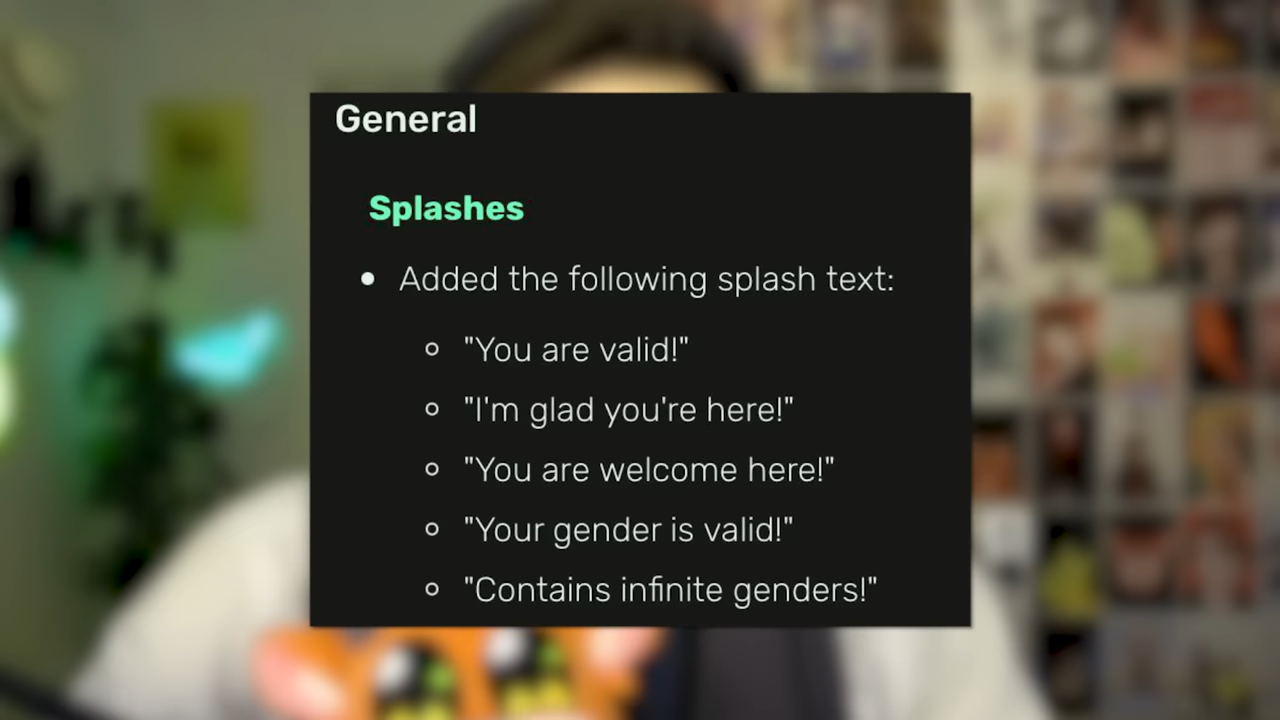 General
Splashes
Added the following splash text:
"You are valid!"
"I'm glad you're here!"
"You are welcome here!"
"Your gender is valid!"
"Contains infinite genders!"